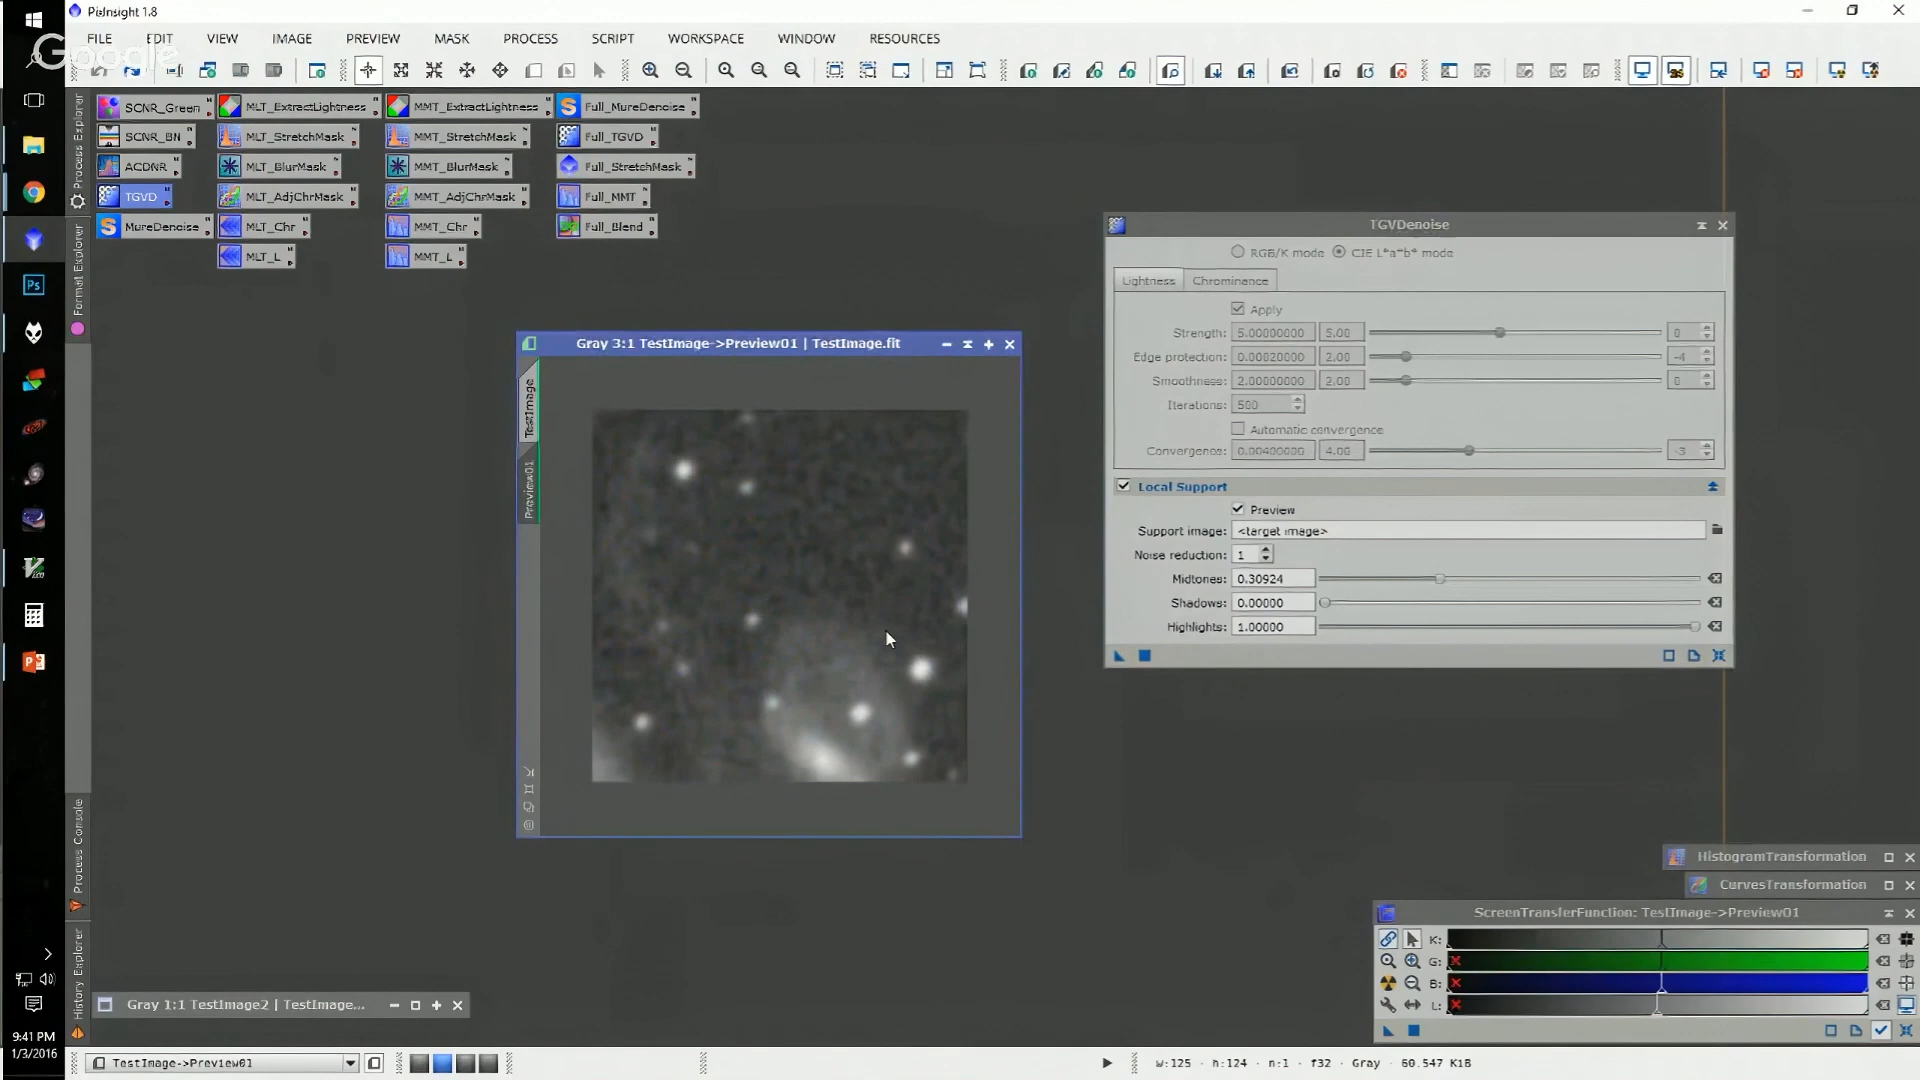 PixInsight 1.8
FILE EDIT VIEW IMAGE PREVIEW MASK PROCESS SCRIPT WORKSPACE WINDOW RESOURCES
Google
Process Explorer
Format Explorer
Process Console
History Explorer
SCNR_Green MLT_ExtractLightness MMT_ExtractLightness Full_MureDenoise
SCNR_BN MLT_StretchMask MMT_StretchMask Full_TGVD
ACDNR MLT_BlurMask MMT_BlurMask Full_StretchMask
TGVD MLT_AdjChrMask MMT_AdjChrMask Full_MMT
MureDenoise MLT_Chr MMT_Chr Full_Blend
MLT_L MMT_L
Gray 3:1 TestImage->Preview01 | TestImage.fit
TestImage
Preview01
TGVDenoise
RGB/K mode CIE L*a*b* mode
Lightness Chrominance
Apply
Strength: 5.00000000 5.00 0
Edge protection: 0.00020000 2.00 -4
Smoothness: 2.00000000 2.00 0
Iterations: 500
Automatic convergence
Convergence: 0.00400000 4.00 -3
Local Support
Preview
Support image: <target image>
Noise reduction: 1
Midtones: 0.30924
Shadows: 0.00000
Highlights: 1.00000
HistogramTransformation
CurvesTransformation
ScreenTransferFunction: TestImage->Preview01
K:
G:
B:
L:
Gray 1:1 TestImage2 | TestImage...
9:41 PM
1/3/2016
TestImage->Preview01
w:125 · h:124 · n:1 · f32 · Gray · 60.547 KiB